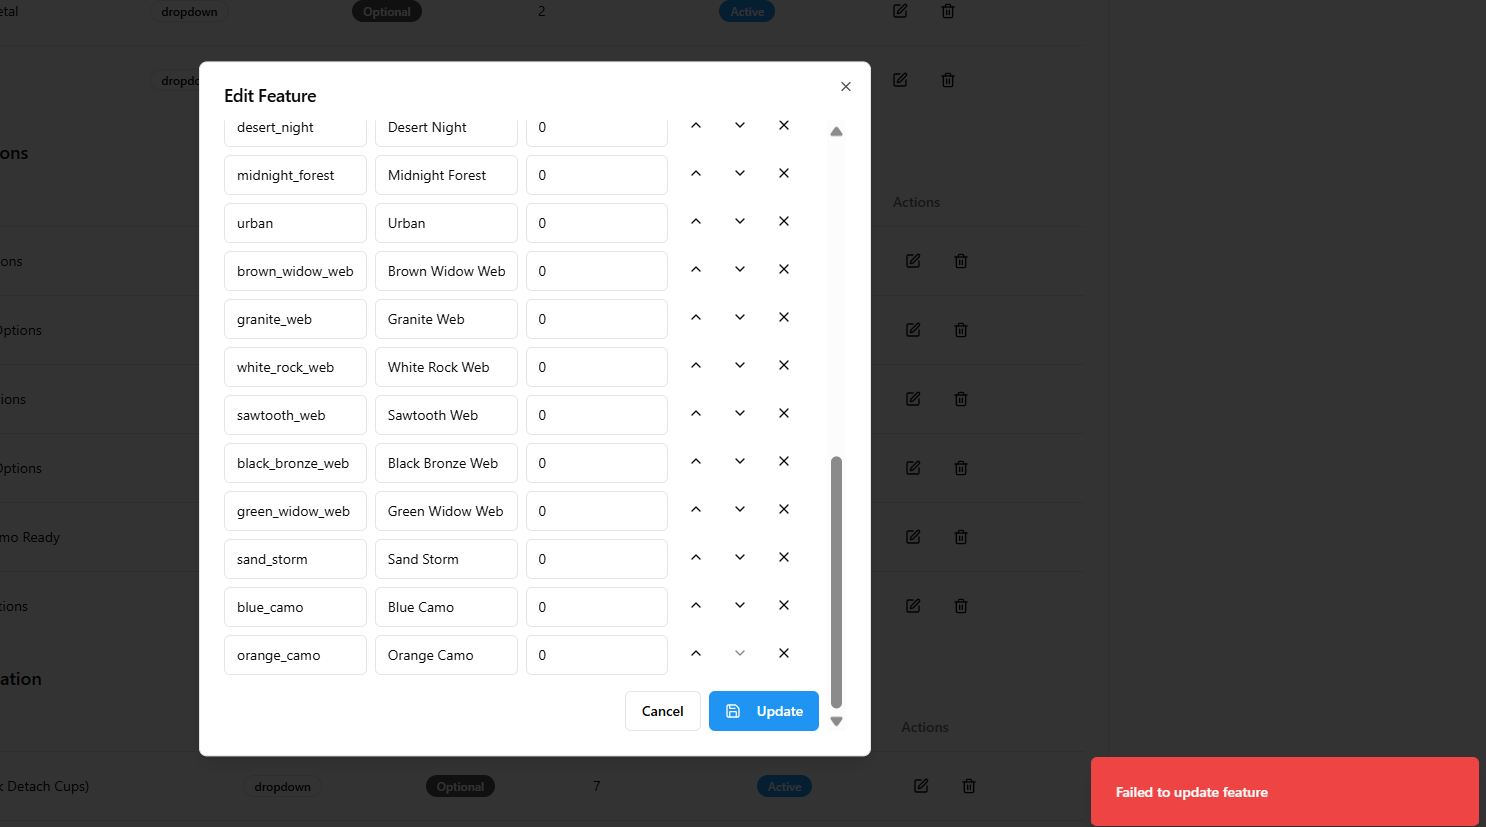 etal dropdown Optional 2 Active
Edit Feature
desert_night Desert Night 0
ons
midnight_forest Midnight Forest 0
Actions
urban Urban 0
ons
brown_widow_web Brown Widow Web 0
granite_web Granite Web 0
Options
white_rock_web White Rock Web 0
ions
sawtooth_web Sawtooth Web 0
black_bronze_web Black Bronze Web 0
Options
green_widow_web Green Widow Web 0
mo Ready
sand_storm Sand Storm 0
blue_camo Blue Camo 0
tions
orange_camo Orange Camo 0
ation
Cancel Update
Actions
k Detach Cups) dropdown Optional 7 Active
Failed to update feature